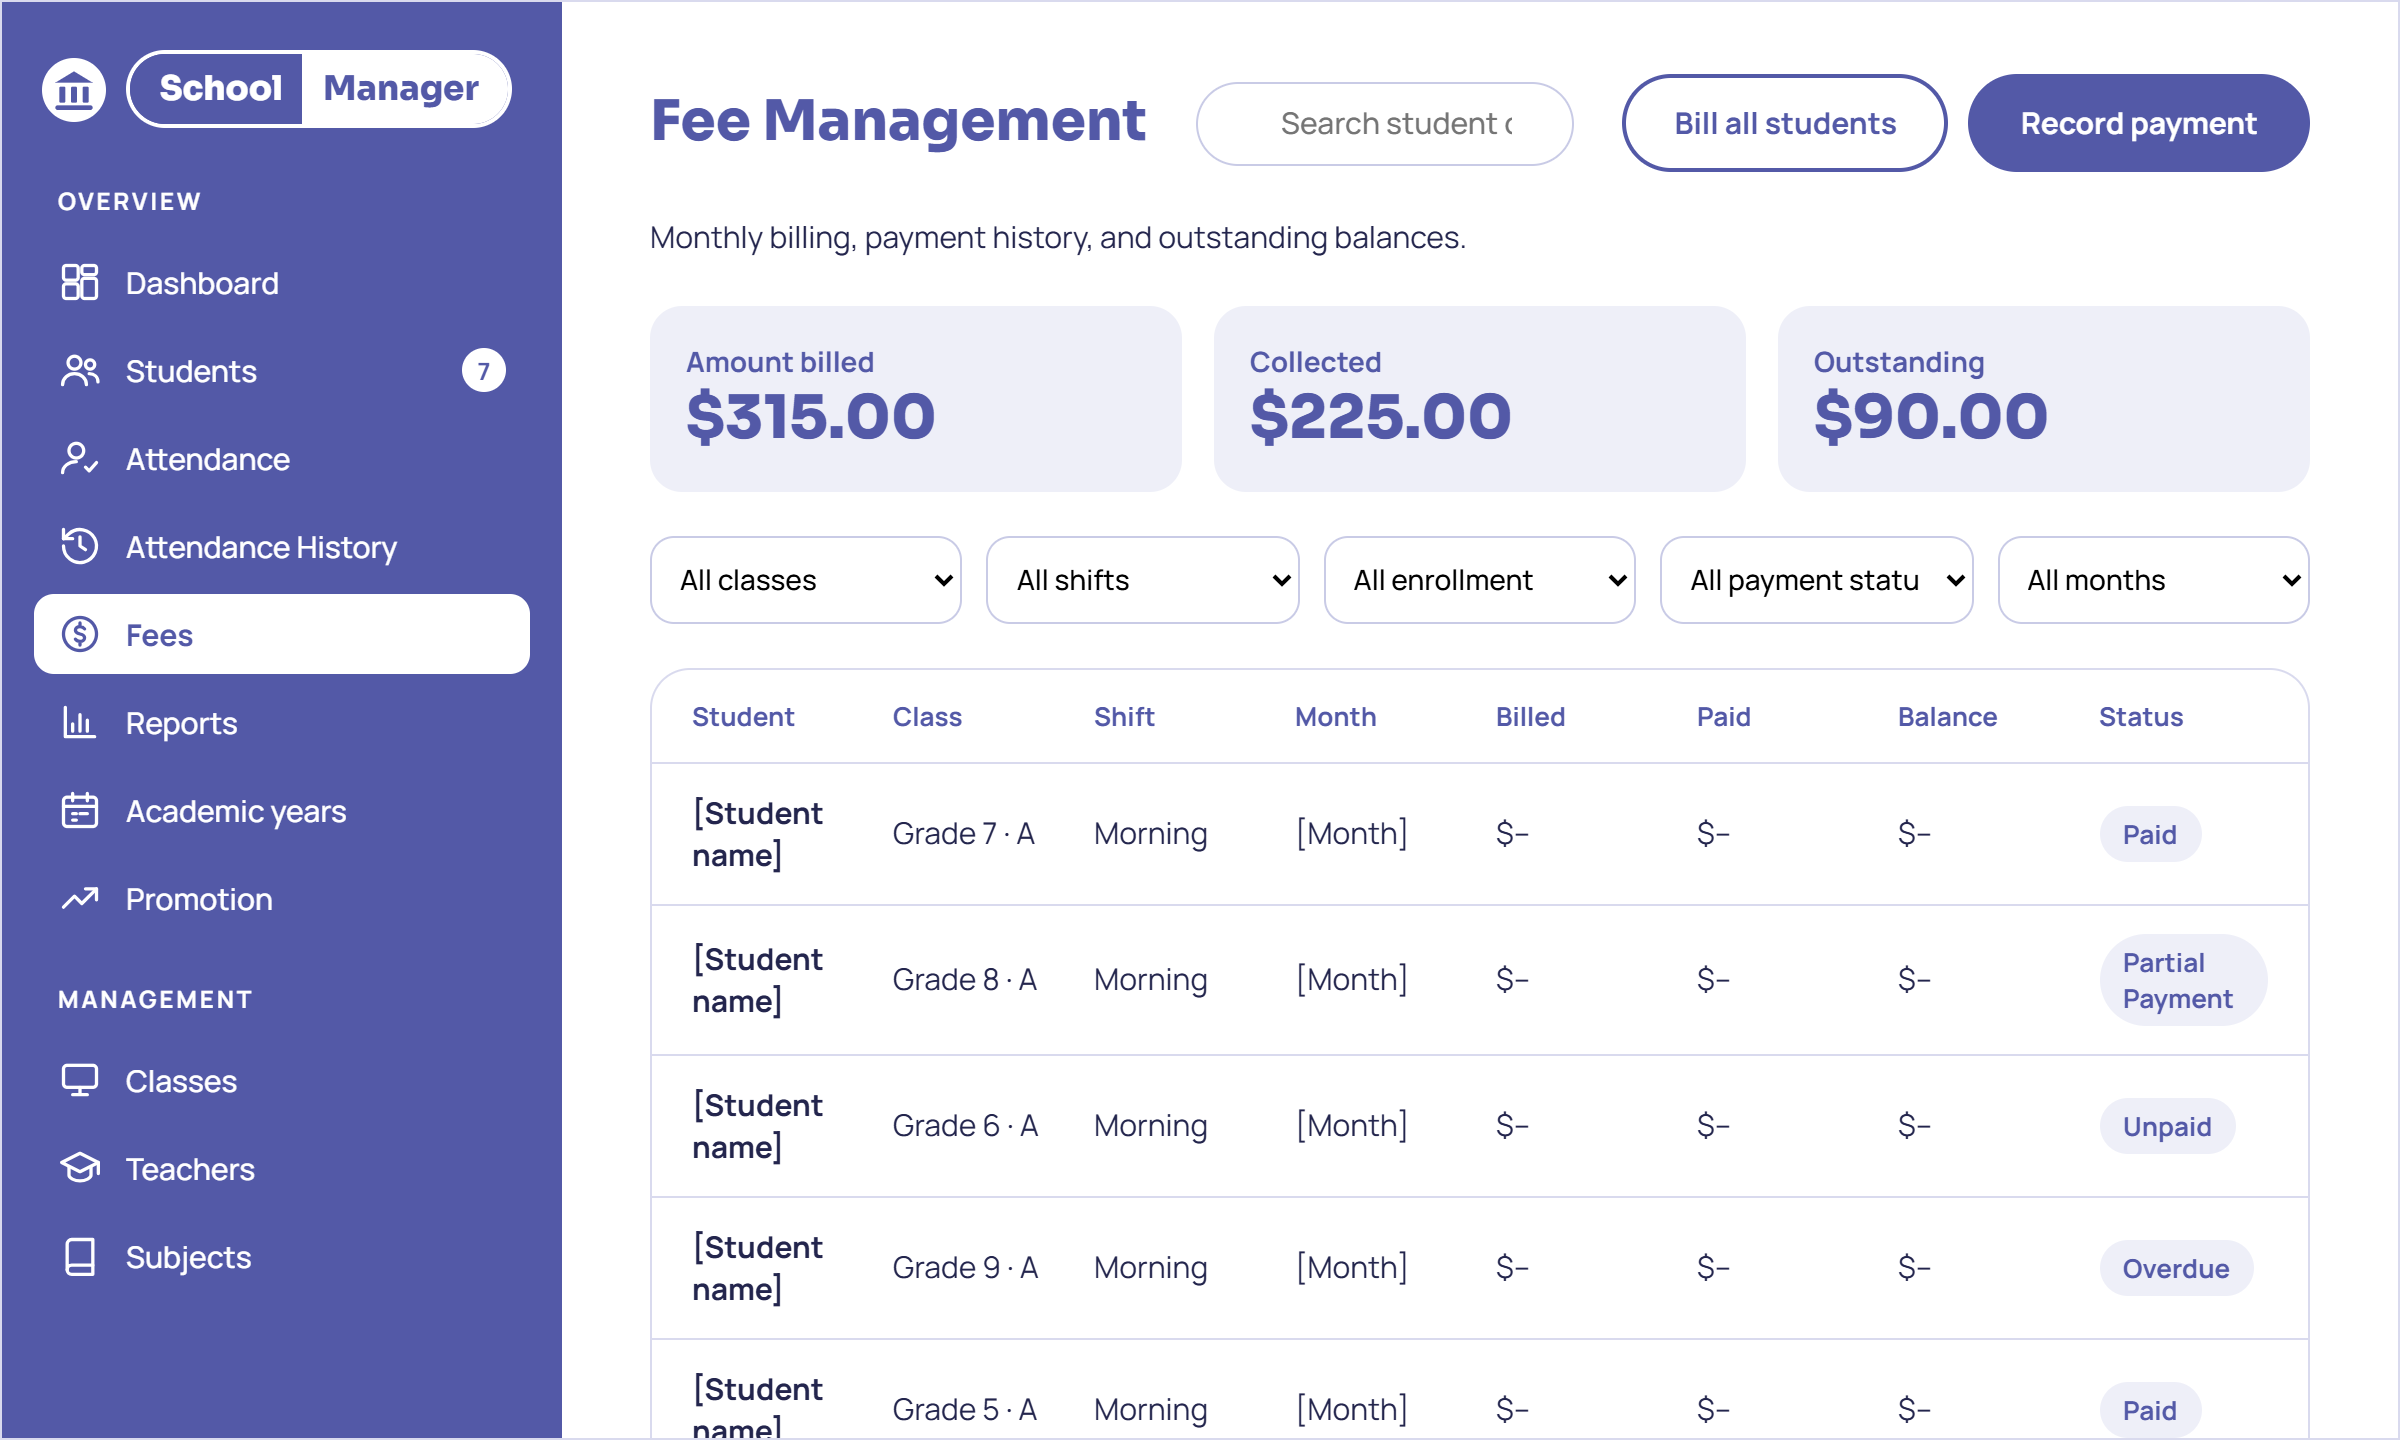 School Manager
OVERVIEW
Dashboard
Students 7
Attendance
Attendance History
Fees
Reports
Academic years
Promotion
MANAGEMENT
Classes
Teachers
Subjects
Fee Management
Search student
Bill all students
Record payment
Monthly billing, payment history, and outstanding balances.
Amount billed
$315.00
Collected
$225.00
Outstanding
$90.00
All classes
All shifts
All enrollment
All payment statu
All months
Student Class Shift Month Billed Paid Balance Status
[Student
name] Grade 7 · A Morning [Month] $– $– $– Paid
[Student
name] Grade 8 · A Morning [Month] $– $– $– Partial
Payment
[Student
name] Grade 6 · A Morning [Month] $– $– $– Unpaid
[Student
name] Grade 9 · A Morning [Month] $– $– $– Overdue
[Student
name] Grade 5 · A Morning [Month] $– $– $– Paid